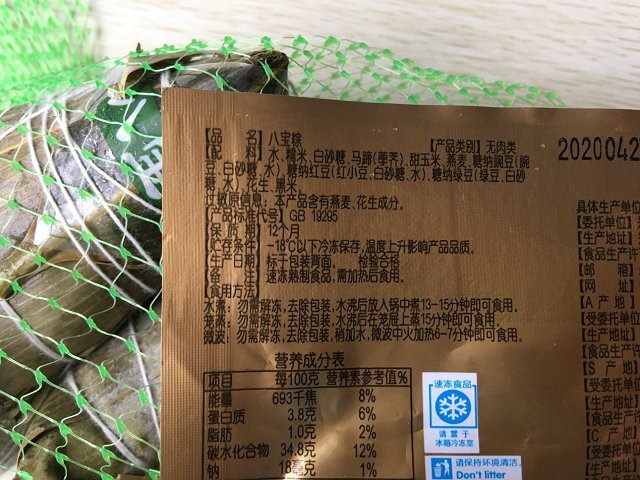 【品 名】八宝粽 【产品类别】无肉类
【配 料】水、糯米、白砂糖、马蹄(荸荠)、甜玉米、燕麦、糖纳豌豆(豌
豆、白砂糖、水)、糖纳红豆(红小豆、白砂糖、水)、糖纳绿豆(绿豆、白砂
糖、水)、花生、黑米。
过敏原信息：本产品含有燕麦、花生成分。
【产品标准代号】GB 19295
【保 质 期】12个月
【贮存条件】-18℃以下冷冻保存,温度上升影响产品品质。
【生产日期】标于包装背面。 检验合格
【备 注】速冻熟制食品,需加热后食用。
【食用方法】
水煮：勿需解冻,去除包装,水沸后放入锅中煮13-15分钟即可食用。
笼蒸：勿需解冻,去除包装,水沸后在笼屉上蒸15分钟即可食用。
微波：勿需解冻,去除包装,稍加水,微波中火加热6-7分钟即可食用。
营养成分表
项目 每100克 营养素参考值%
能量 693千焦 8%
蛋白质 3.8克 6%
脂肪 1.0克 2%
碳水化合物 34.8克 12%
钠 18毫克 1%
速冻食品
请置于
冰箱冷冻室
请保持环境清洁.
Don't litter
2020042
具体生产单位
【委托单位】
【生产地址】
【食品生产许
【邮 箱】
【网 址】
【A产地】
【受委托单位
【生产地址】
【食品生产许
【S产地】
【受委托单位
【生产地址】
【食品生产
【C产地】
【受委托单位
【生产地址】
【食品生产